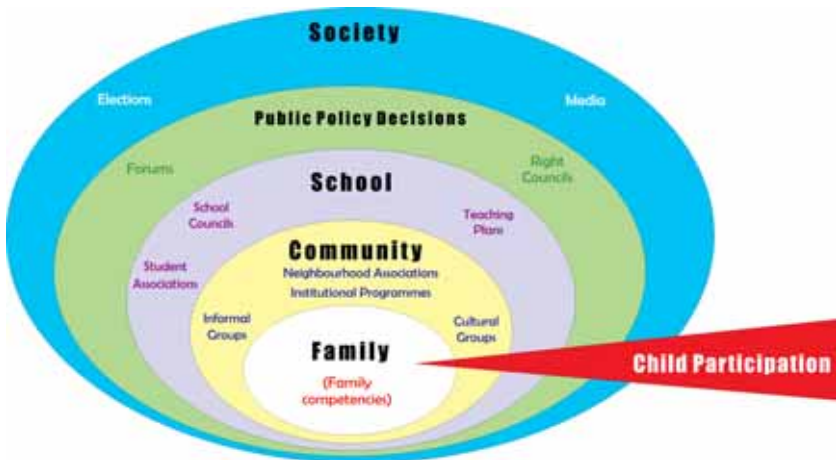 Society
Elections
Media
Public Policy Decisions
Forums
Right
Councils
School
School
Councils
Teaching
Plans
Student
Associations
Community
Neighbourhood Associations
Institutional Programmes
Informal
Groups
Cultural
Groups
Family
(Family
competencies)
Child Participation